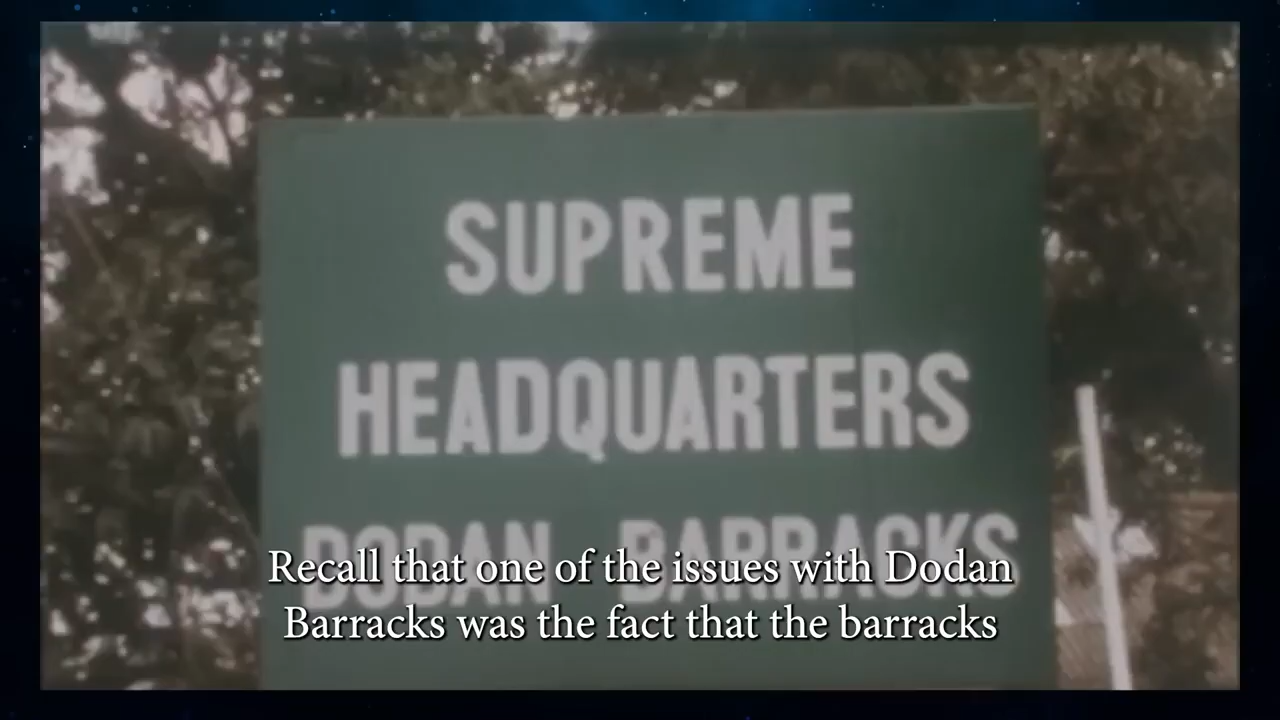 SUPREME
HEADQUARTERS
DODAN BARRACKS
Recall that one of the issues with Dodan
Barracks was the fact that the barracks